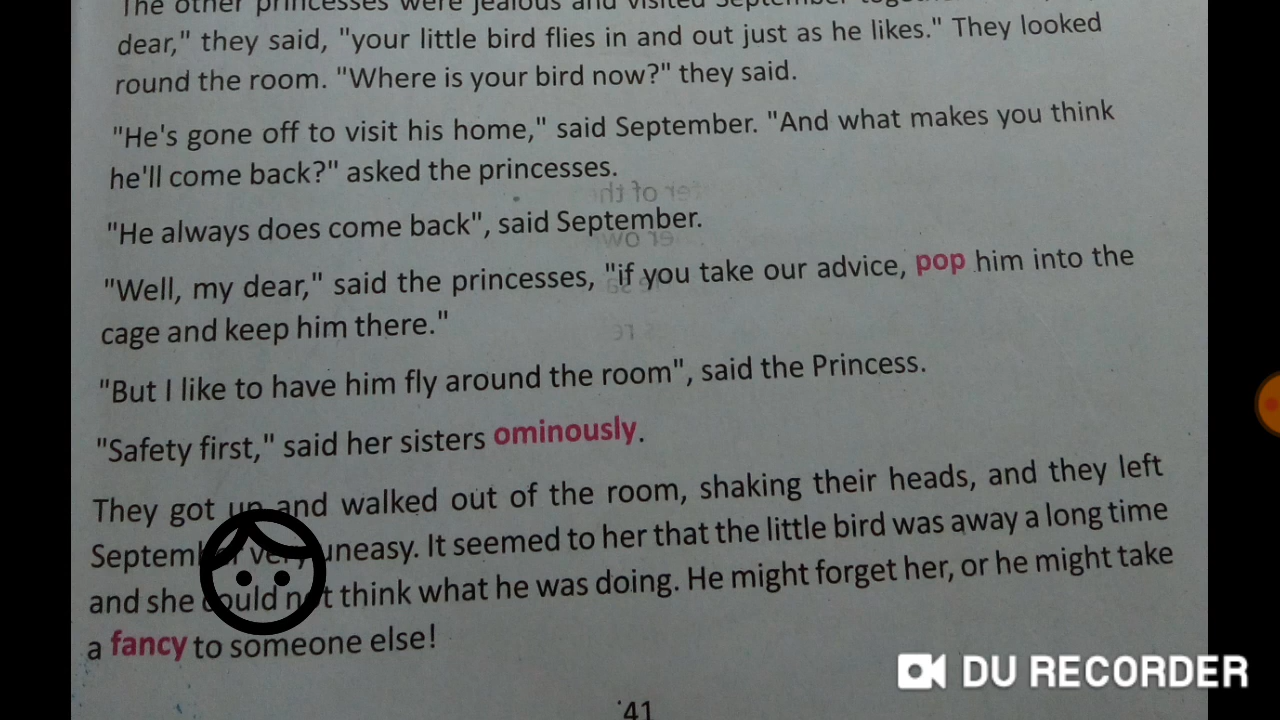 The other princesses were jealous and visited September
dear," they said, "your little bird flies in and out just as he likes." They looked
round the room. "Where is your bird now?" they said.
"He's gone off to visit his home," said September. "And what makes you think
he'll come back?" asked the princesses.
"He always does come back", said September.
"Well, my dear," said the princesses, "if you take our advice, pop him into the
cage and keep him there."
"But I like to have him fly around the room", said the Princess.
"Safety first," said her sisters ominously.
They got up and walked out of the room, shaking their heads, and they left
September very uneasy. It seemed to her that the little bird was away a long time
and she could not think what he was doing. He might forget her, or he might take
a fancy to someone else!
41
DU RECORDER